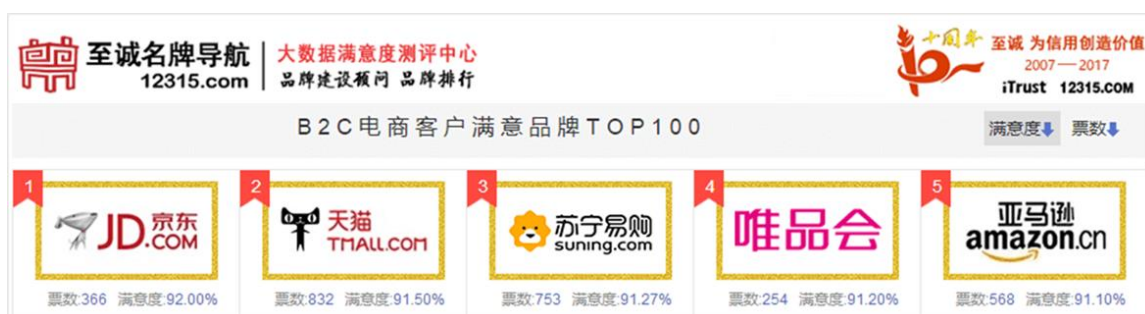 至诚名牌导航
12315.com
大数据满意度测评中心
品牌建设顾问 品牌排行
十周年
至诚 为信用创造价值
2007——2017
iTrust 12315.COM
B2C电商客户满意品牌TOP100
满意度 票数
1
JD 京东
.COM
票数:366 满意度:92.00%
2
天猫
TMALL.COM
票数:832 满意度:91.50%
3
苏宁易购
suning.com
票数:753 满意度:91.27%
4
唯品会
票数:254 满意度:91.20%
5
亚马逊
amazon.cn
票数:568 满意度:91.10%